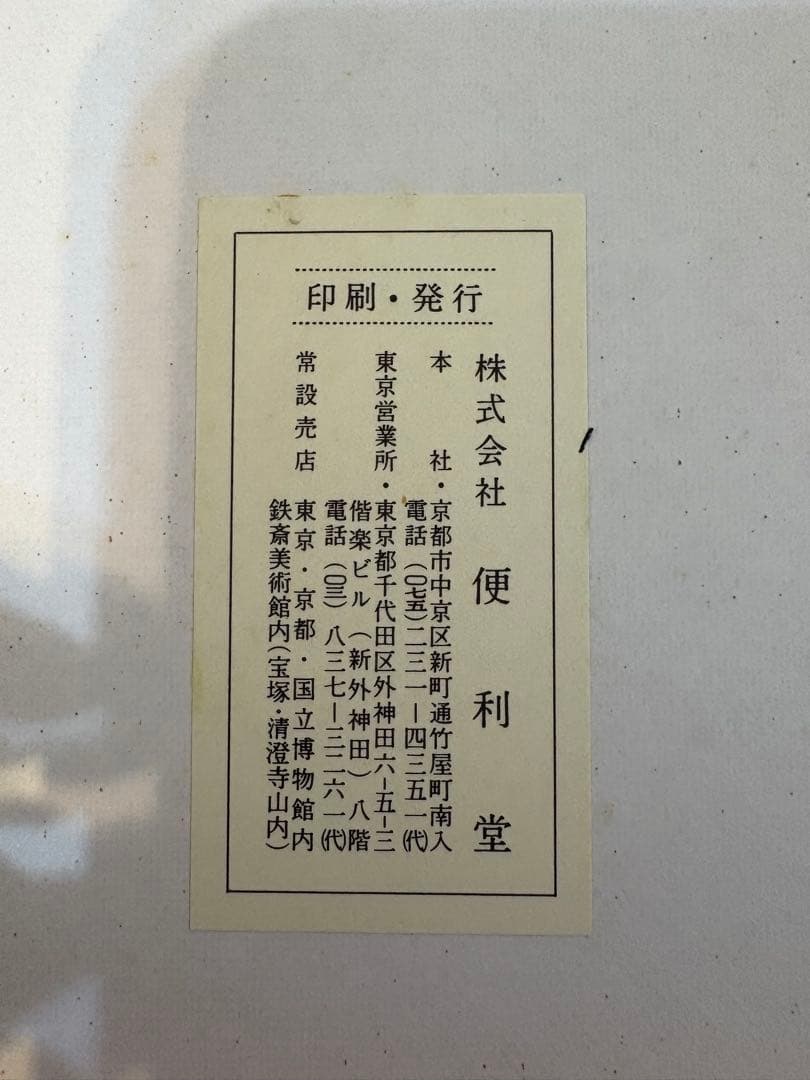 印刷・発行
株式会社 便利堂
本社・京都市中京区新町通竹屋町南入
電話(〇七五)二三一ー四三五一(代)
東京営業所・東京都千代田区外神田六ー五ー三
偕楽ビル(新外神田)八階
電話(〇三)八三七ー三二六一(代)
常設売店 東京・京都・国立博物館内
鉄斎美術館内(宝塚・清澄寺山内)